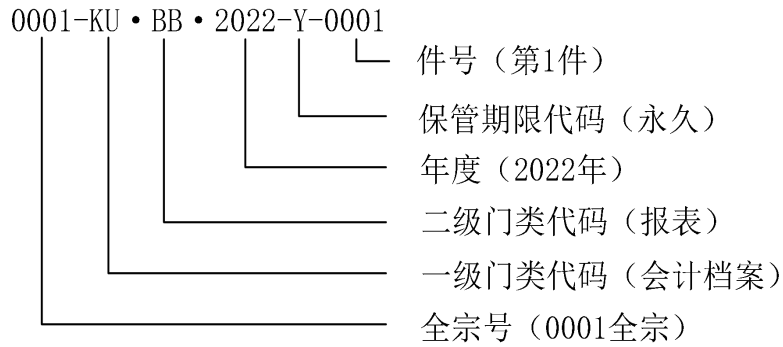 0001-KU·BB·2022-Y-0001
件号（第1件）
保管期限代码（永久）
年度（2022年）
二级门类代码（报表）
一级门类代码（会计档案）
全宗号（0001全宗）